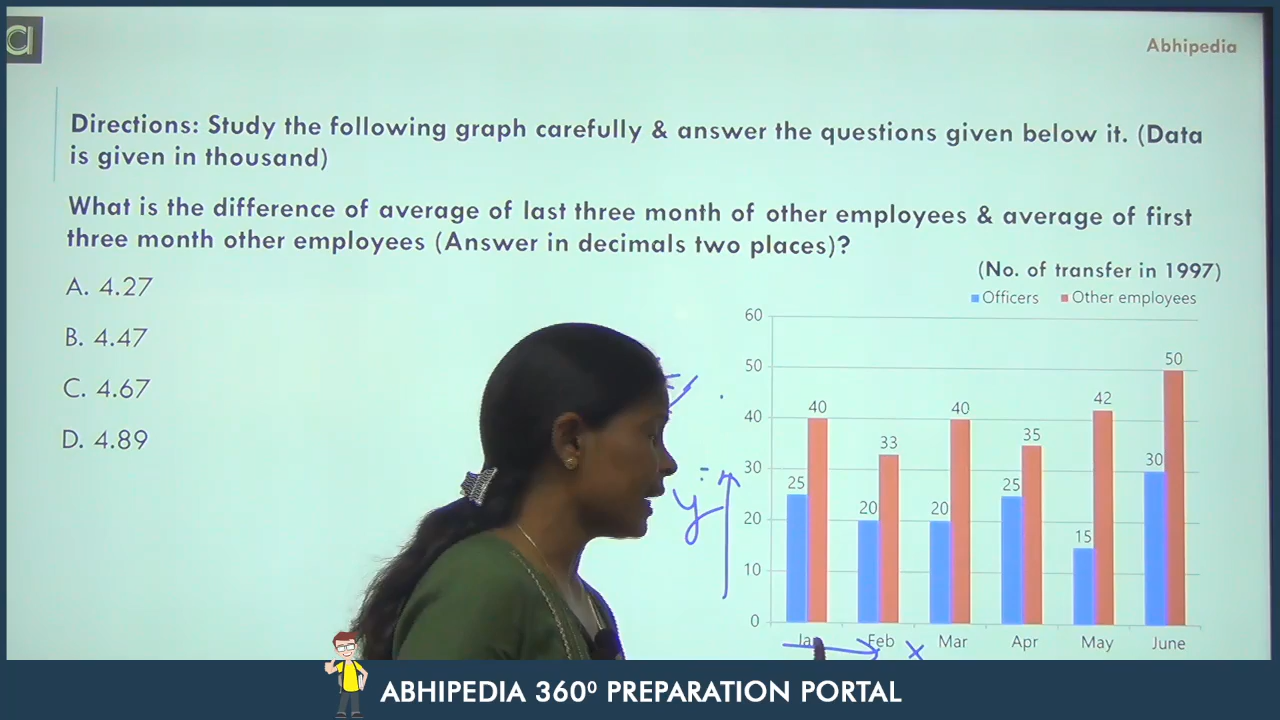 a
Abhipedia
Directions: Study the following graph carefully & answer the questions given below it. (Data
is given in thousand)
What is the difference of average of last three month of other employees & average of first
three month other employees (Answer in decimals two places)?
A. 4.27
B. 4.47
C. 4.67
D. 4.89
(No. of transfer in 1997)
Officers Other employees
60
50
40
30
20
10
0
25 40
20 33
20 40
25 35
15 42
30 50
y
Feb Mar Apr May June
x
ABHIPEDIA 360⁰ PREPARATION PORTAL